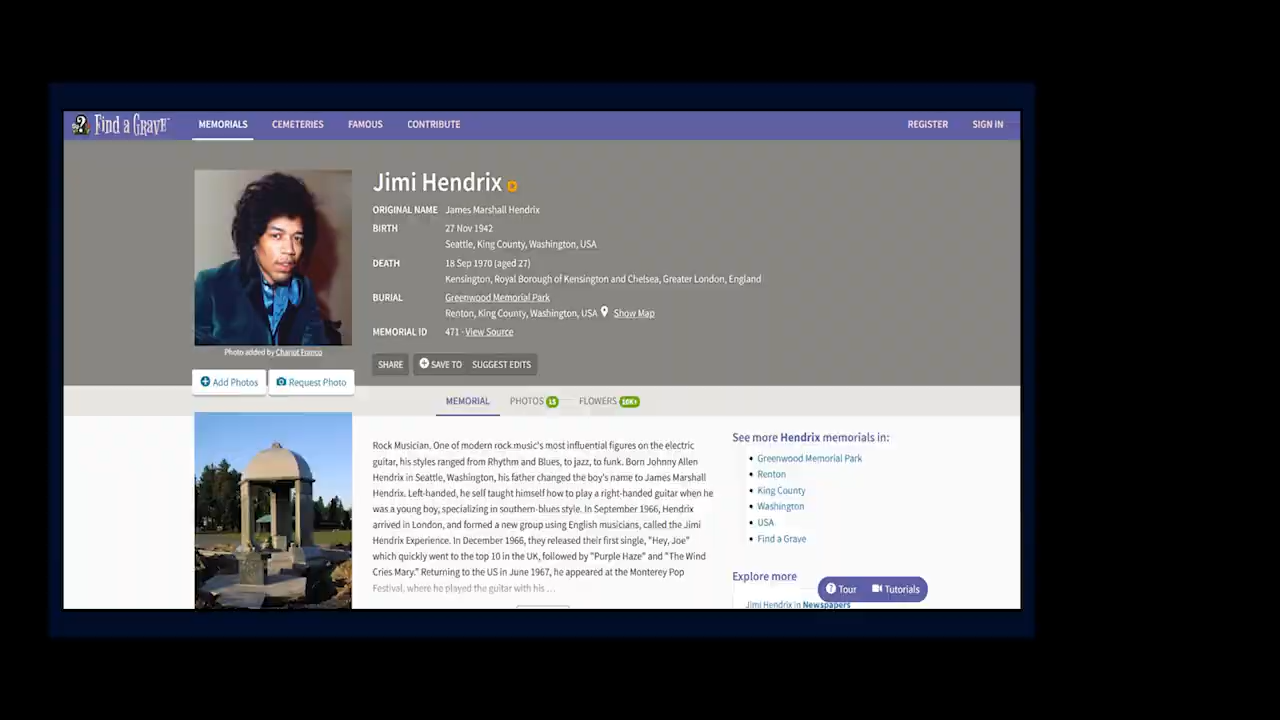 Find a Grave
MEMORIALS
CEMETERIES
FAMOUS
CONTRIBUTE
REGISTER
SIGN IN
Jimi Hendrix
ORIGINAL NAME James Marshall Hendrix
BIRTH 27 Nov 1942
Seattle, King County, Washington, USA
DEATH 18 Sep 1970 (aged 27)
Kensington, Royal Borough of Kensington and Chelsea, Greater London, England
BURIAL Greenwood Memorial Park
Renton, King County, Washington, USA Show Map
MEMORIAL ID 471 · View Source
Photo added by Chariot Franco
SHARE
SAVE TO
SUGGEST EDITS
Add Photos
Request Photo
MEMORIAL
PHOTOS 15
FLOWERS 10K+
Rock Musician. One of modern rock music's most influential figures on the electric
guitar, his styles ranged from Rhythm and Blues, to jazz, to funk. Born Johnny Allen
Hendrix in Seattle, Washington, his father changed the boy's name to James Marshall
Hendrix. Left-handed, he self taught himself how to play a right-handed guitar when he
was a young boy, specializing in southern-blues style. In September 1966, Hendrix
arrived in London, and formed a new group using English musicians, called the Jimi
Hendrix Experience. In December 1966, they released their first single, "Hey, Joe"
which quickly went to the top 10 in the UK, followed by "Purple Haze" and "The Wind
Cries Mary." Returning to the US in June 1967, he appeared at the Monterey Pop
Festival, where he played the guitar with his ...
See more Hendrix memorials in:
Greenwood Memorial Park
Renton
King County
Washington
USA
Find a Grave
Explore more
Tour
Tutorials
Jimi Hendrix in Newspapers